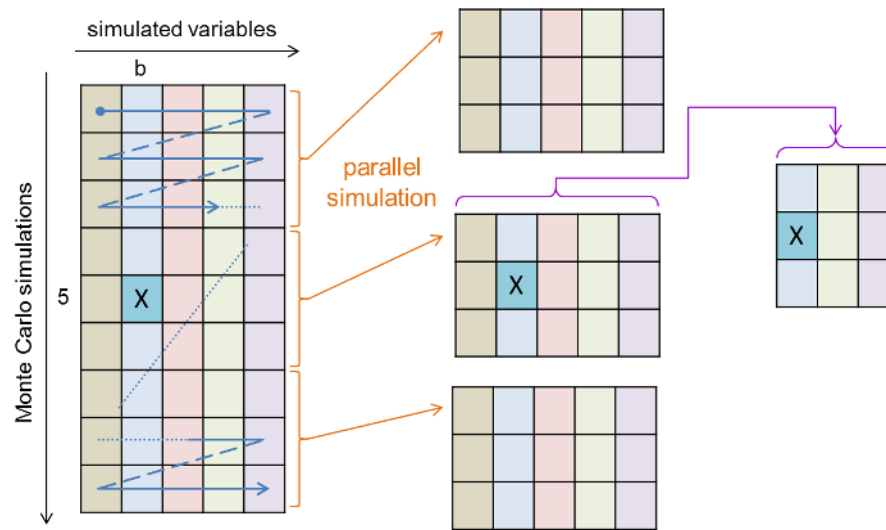 simulated variables
b
Monte Carlo simulations
5
X
parallel
simulation
X
X